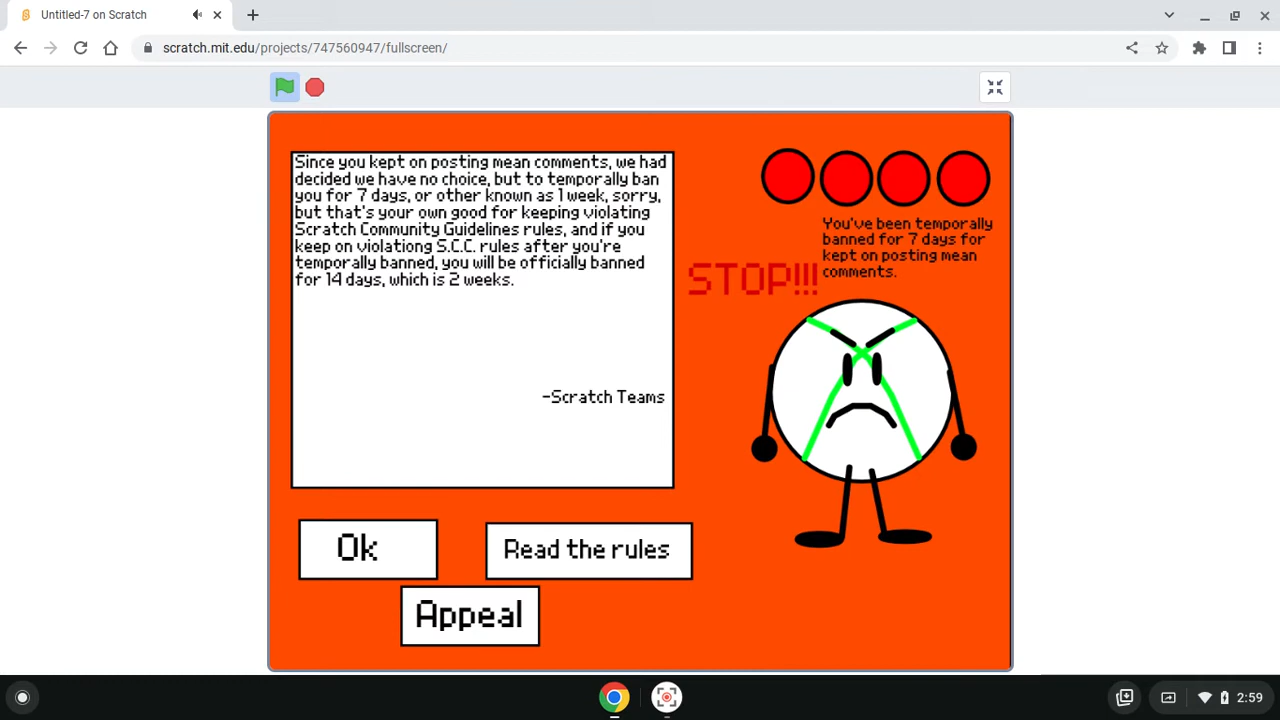 Untitled-7 on Scratch
scratch.mit.edu/projects/747560947/fullscreen/
Since you kept on posting mean comments, we had
decided we have no choice, but to temporally ban
you for 7 days, or other known as 1 week, sorry,
but that's your own good for keeping violating
Scratch Community Guidelines rules, and if you
keep on violationg S.C.C. rules after you're
temporally banned, you will be officially banned
for 14 days, which is 2 weeks.
-Scratch Teams
You've been temporally
banned for 7 days for
kept on posting mean
comments.
STOP!!!
Ok
Read the rules
Appeal
2:59